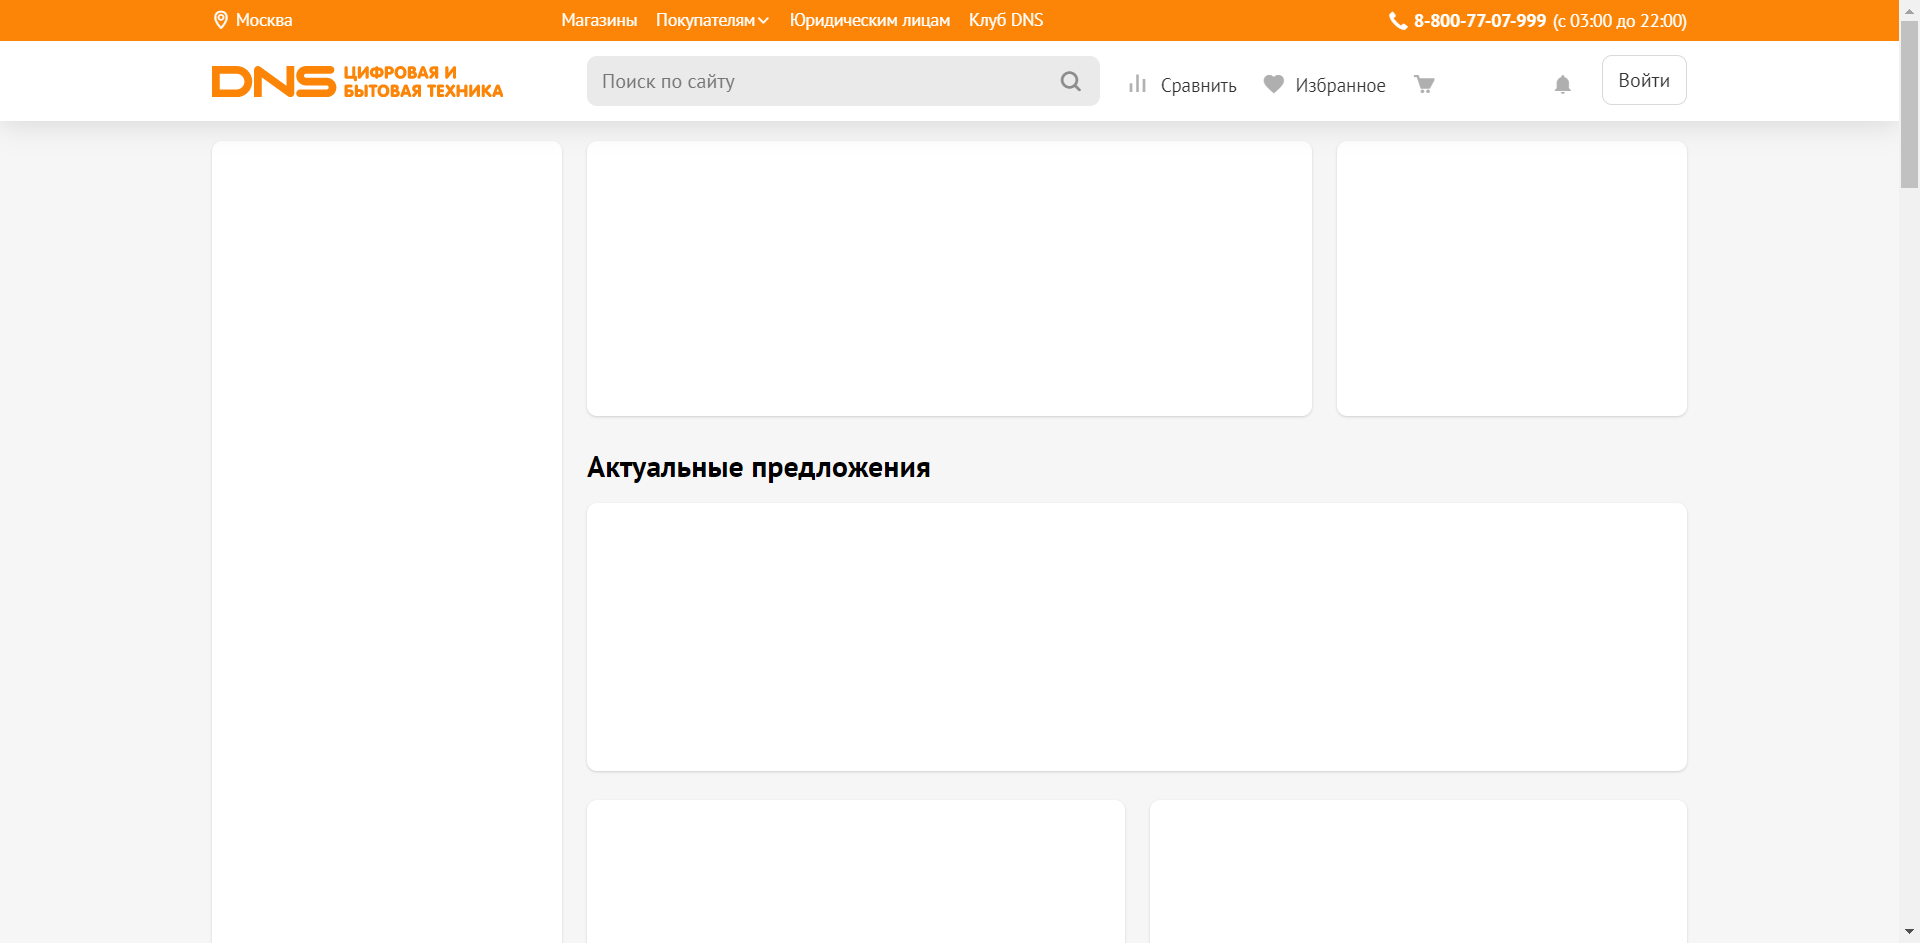 Москва
Магазины
Покупателям
Юридическим лицам
Клуб DNS
8-800-77-07-999 (с 03:00 до 22:00)
DNS ЦИФРОВАЯ И
БЫТОВАЯ ТЕХНИКА
Поиск по сайту
Сравнить
Избранное
Войти
Актуальные предложения